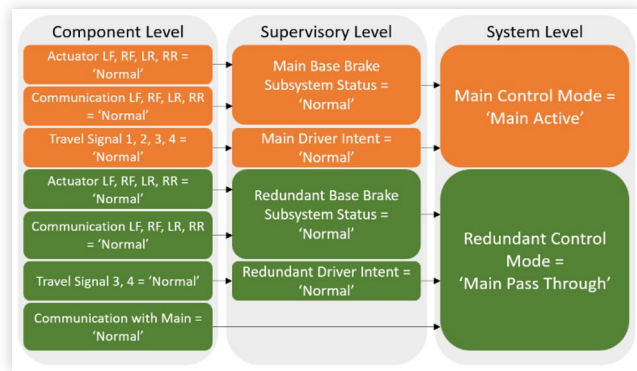 Component Level
Supervisory Level
System Level
Actuator LF, RF, LR, RR =
‘Normal’
Communication LF, RF, LR, RR
= ‘Normal’
Travel Signal 1, 2, 3, 4 =
‘Normal’
Actuator LF, RF, LR, RR =
‘Normal’
Communication LF, RF, LR, RR
= ‘Normal’
Travel Signal 3, 4 = ‘Normal’
Communication with Main =
‘Normal’
Main Base Brake
Subsystem Status =
‘Normal’
Main Driver Intent =
‘Normal’
Redundant Base Brake
Subsystem Status =
‘Normal’
Redundant Driver Intent =
‘Normal’
Main Control Mode =
‘Main Active’
Redundant Control
Mode =
‘Main Pass Through’